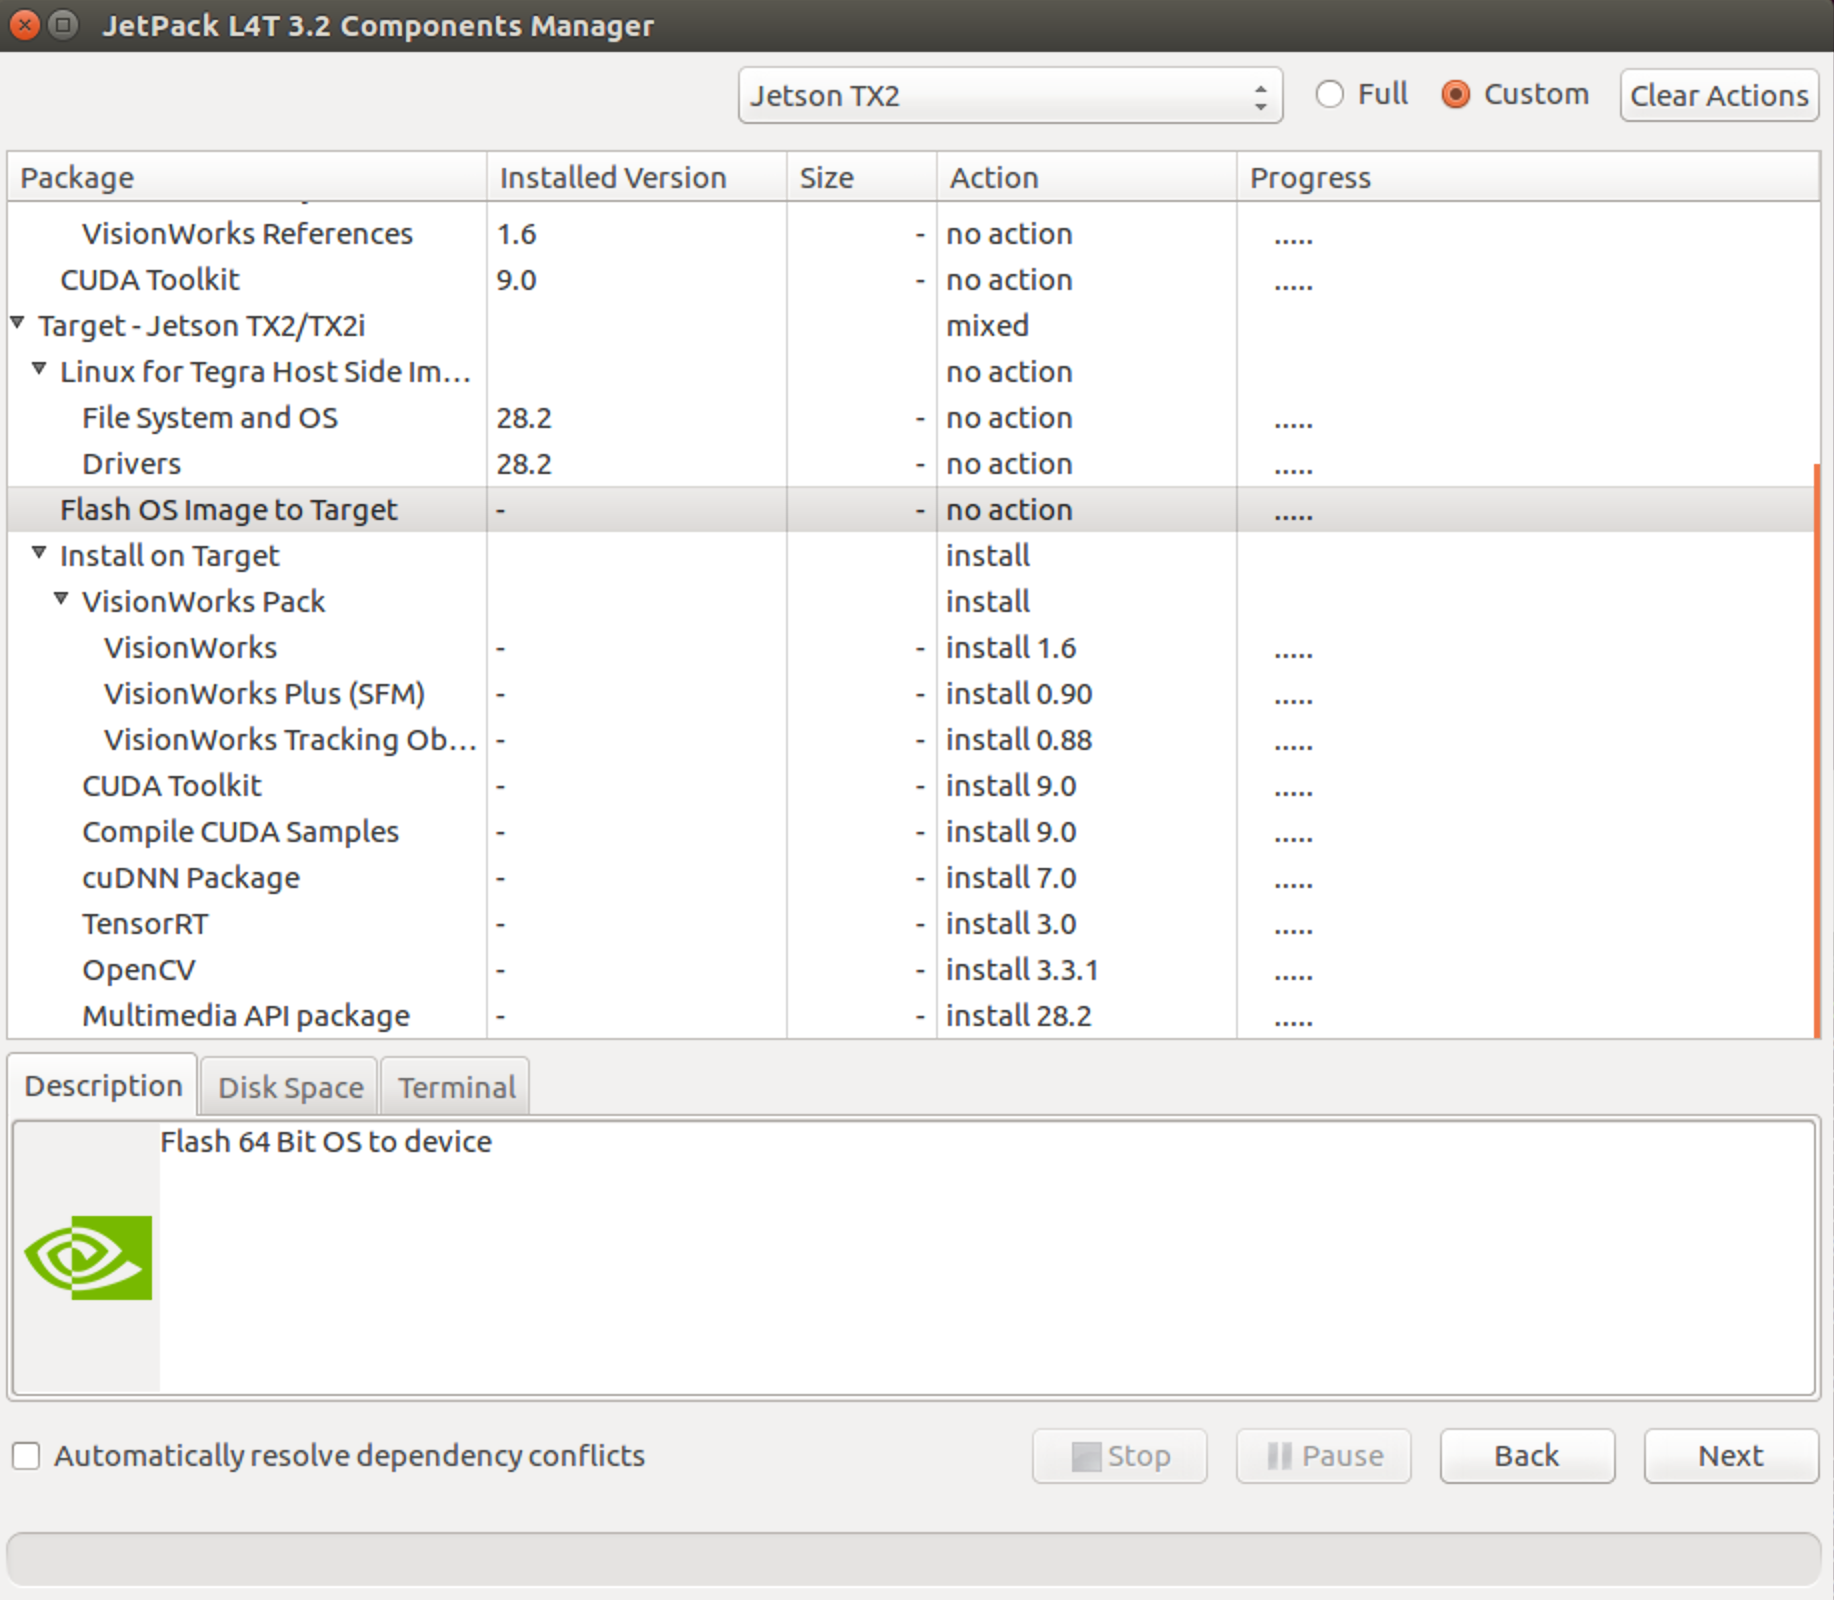 JetPack L4T 3.2 Components Manager
Jetson TX2 Full Custom Clear Actions
Package Installed Version Size Action Progress
VisionWorks References 1.6 - no action .....
CUDA Toolkit 9.0 - no action .....
Target - Jetson TX2/TX2i mixed
Linux for Tegra Host Side Im... no action
File System and OS 28.2 - no action .....
Drivers 28.2 - no action .....
Flash OS Image to Target - - no action .....
Install on Target install
VisionWorks Pack install
VisionWorks - - install 1.6 .....
VisionWorks Plus (SFM) - - install 0.90 .....
VisionWorks Tracking Ob... - - install 0.88 .....
CUDA Toolkit - - install 9.0 .....
Compile CUDA Samples - - install 9.0 .....
cuDNN Package - - install 7.0 .....
TensorRT - - install 3.0 .....
OpenCV - - install 3.3.1 .....
Multimedia API package - - install 28.2 .....
Description Disk Space Terminal
Flash 64 Bit OS to device
Automatically resolve dependency conflicts Stop Pause Back Next